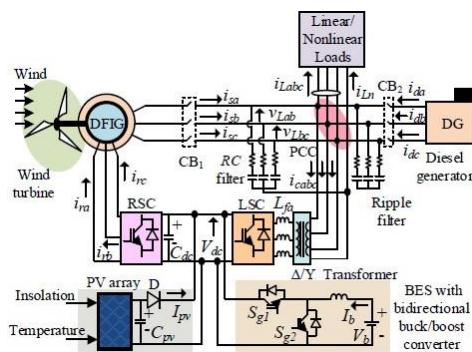 Linear/
Nonlinear
Loads
Wind
DFIG
Wind
turbine
i_sa
i_sb
i_sc
CB1
v_Lab
v_Lbc
RC
filter
i_Labc
i_Ln
PCC
i_cabc
CB2
i_da
i_db
i_dc
DG
Diesel
generator
Ripple
filter
i_ra
i_rc
i_rb
RSC
C_dc
V_dc
LSC
L_fa
Δ/Y Transformer
PV array
D
I_pv
C_pv
Insolation
Temperature
S_g1
S_g2
I_b
V_b
BES with
bidirectional
buck/boost
converter